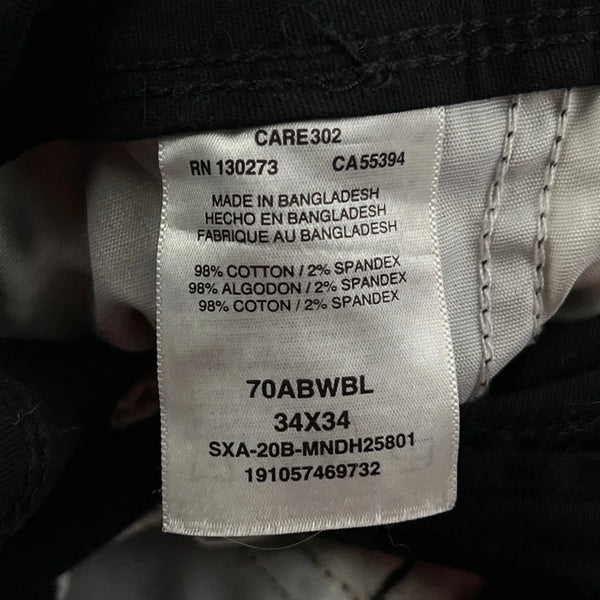 CARE302
RN 130273 CA55394
MADE IN BANGLADESH
HECHO EN BANGLADESH
FABRIQUE AU BANGLADESH
98% COTTON / 2% SPANDEX
98% ALGODON / 2% SPANDEX
98% COTON / 2% SPANDEX
70ABWBL
34X34
SXA-20B-MNDH25801
191057469732